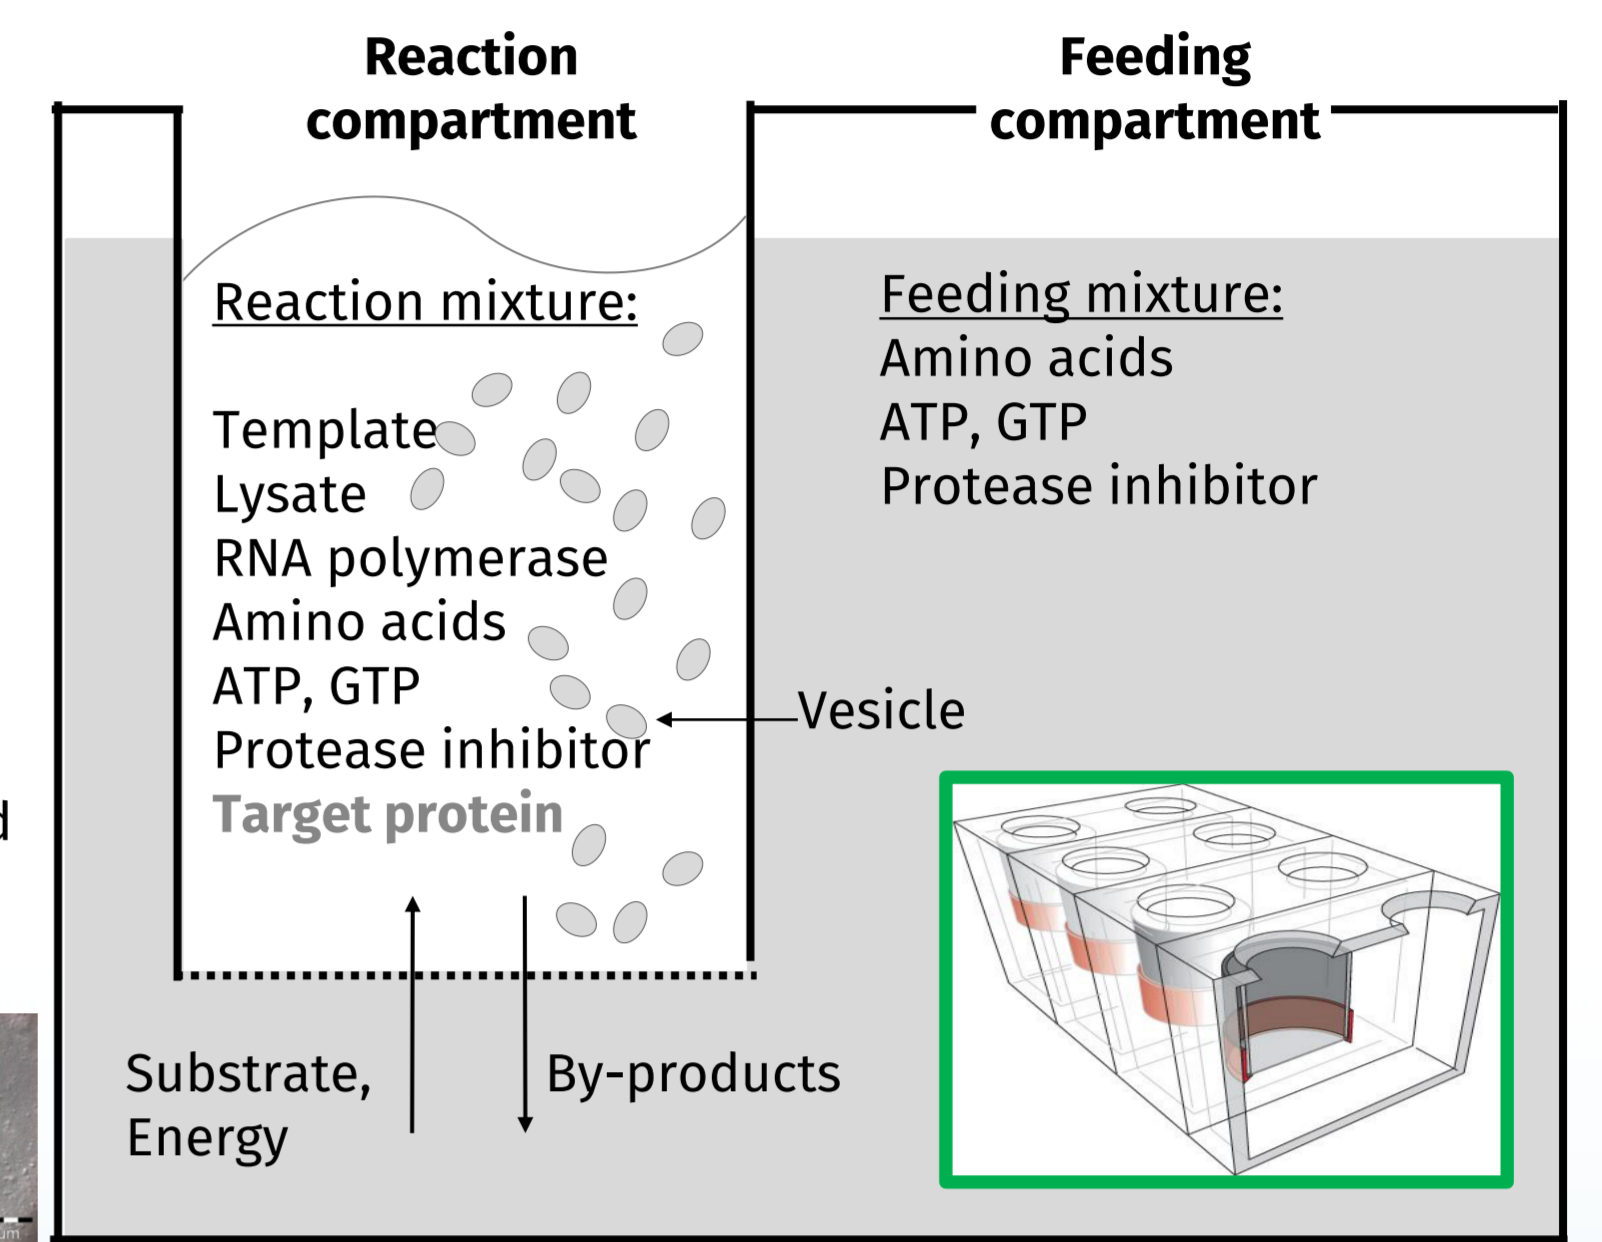 Reaction
compartment
Feeding
compartment
Reaction mixture:
Template
Lysate
RNA polymerase
Amino acids
ATP, GTP
Protease inhibitor
Target protein
Feeding mixture:
Amino acids
ATP, GTP
Protease inhibitor
Vesicle
Substrate,
Energy
By-products